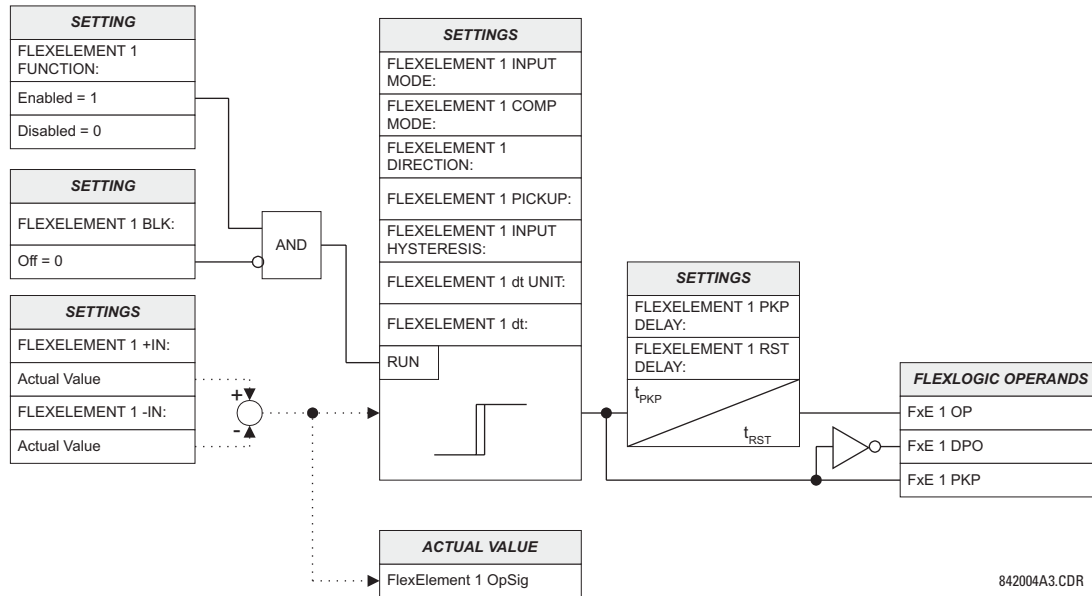 SETTING
FLEXELEMENT 1
FUNCTION:
Enabled = 1
Disabled = 0
SETTING
FLEXELEMENT 1 BLK:
Off = 0
SETTINGS
FLEXELEMENT 1 +IN:
Actual Value
FLEXELEMENT 1 -IN:
Actual Value
AND
+
-
SETTINGS
FLEXELEMENT 1 INPUT
MODE:
FLEXELEMENT 1 COMP
MODE:
FLEXELEMENT 1
DIRECTION:
FLEXELEMENT 1 PICKUP:
FLEXELEMENT 1 INPUT
HYSTERESIS:
FLEXELEMENT 1 dt UNIT:
FLEXELEMENT 1 dt:
RUN
ACTUAL VALUE
FlexElement 1 OpSig
SETTINGS
FLEXELEMENT 1 PKP
DELAY:
FLEXELEMENT 1 RST
DELAY:
tPKP
tRST
FLEXLOGIC OPERANDS
FxE 1 OP
FxE 1 DPO
FxE 1 PKP
842004A3.CDR